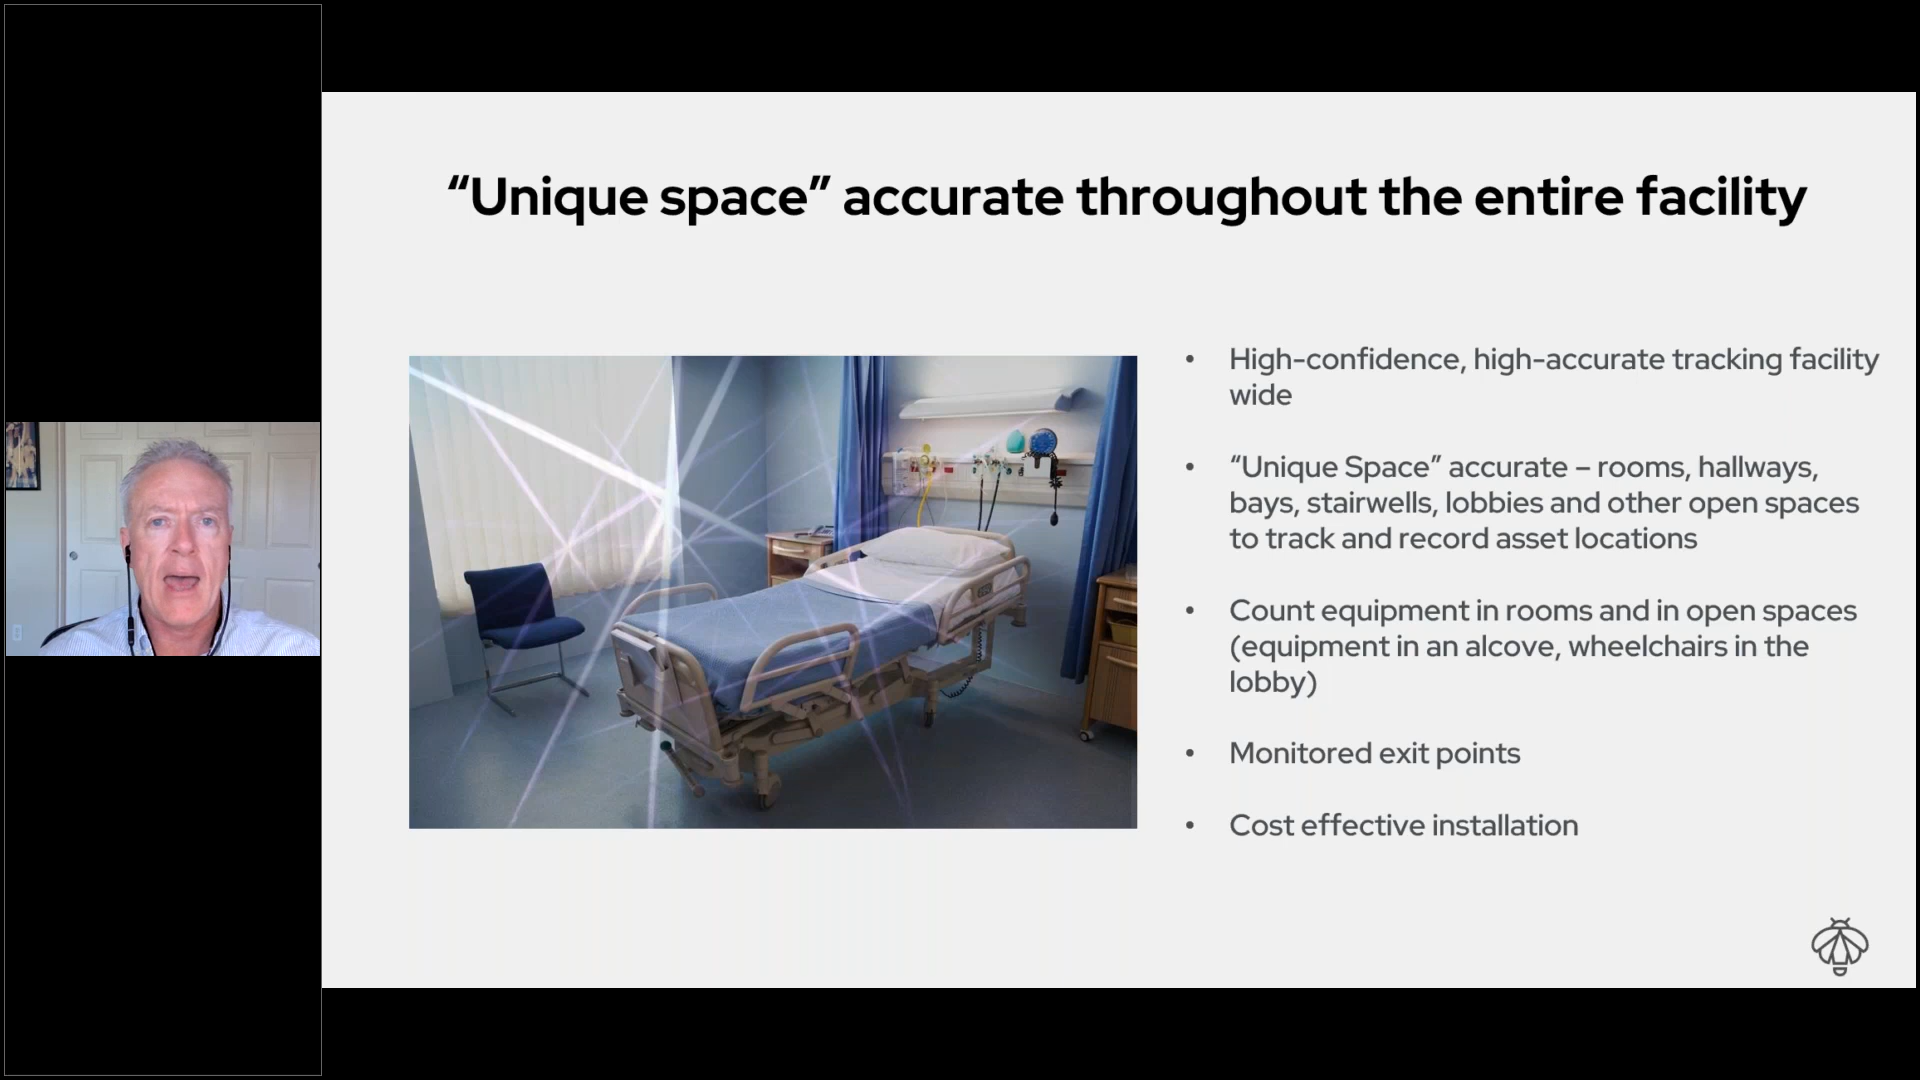 “Unique space” accurate throughout the entire facility
• High-confidence, high-accurate tracking facility
wide
• “Unique Space” accurate – rooms, hallways,
bays, stairwells, lobbies and other open spaces
to track and record asset locations
• Count equipment in rooms and in open spaces
(equipment in an alcove, wheelchairs in the
lobby)
• Monitored exit points
• Cost effective installation